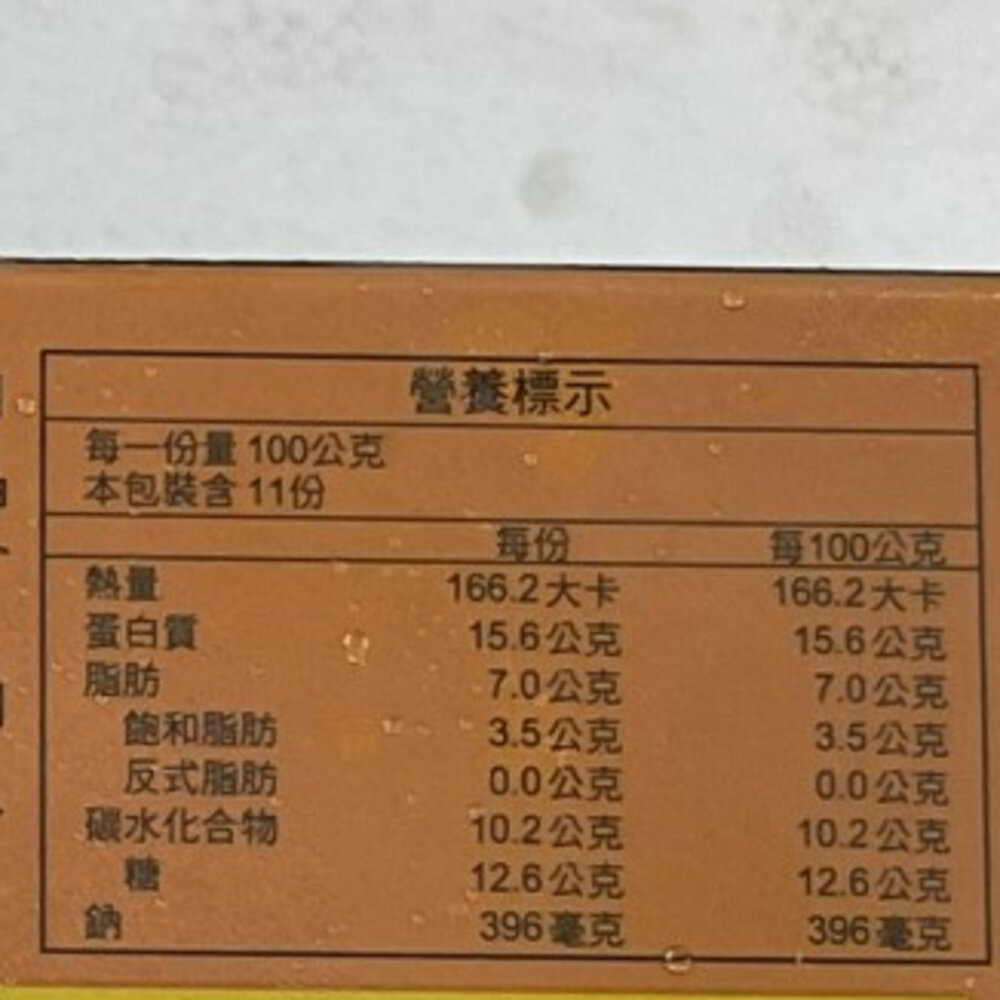 營養標示
每一份量 100公克
本包裝含 11份
每份 每100公克
熱量 166.2大卡 166.2大卡
蛋白質 15.6公克 15.6公克
脂肪 7.0公克 7.0公克
飽和脂肪 3.5公克 3.5公克
反式脂肪 0.0公克 0.0公克
碳水化合物 10.2公克 10.2公克
糖 12.6公克 12.6公克
鈉 396毫克 396毫克